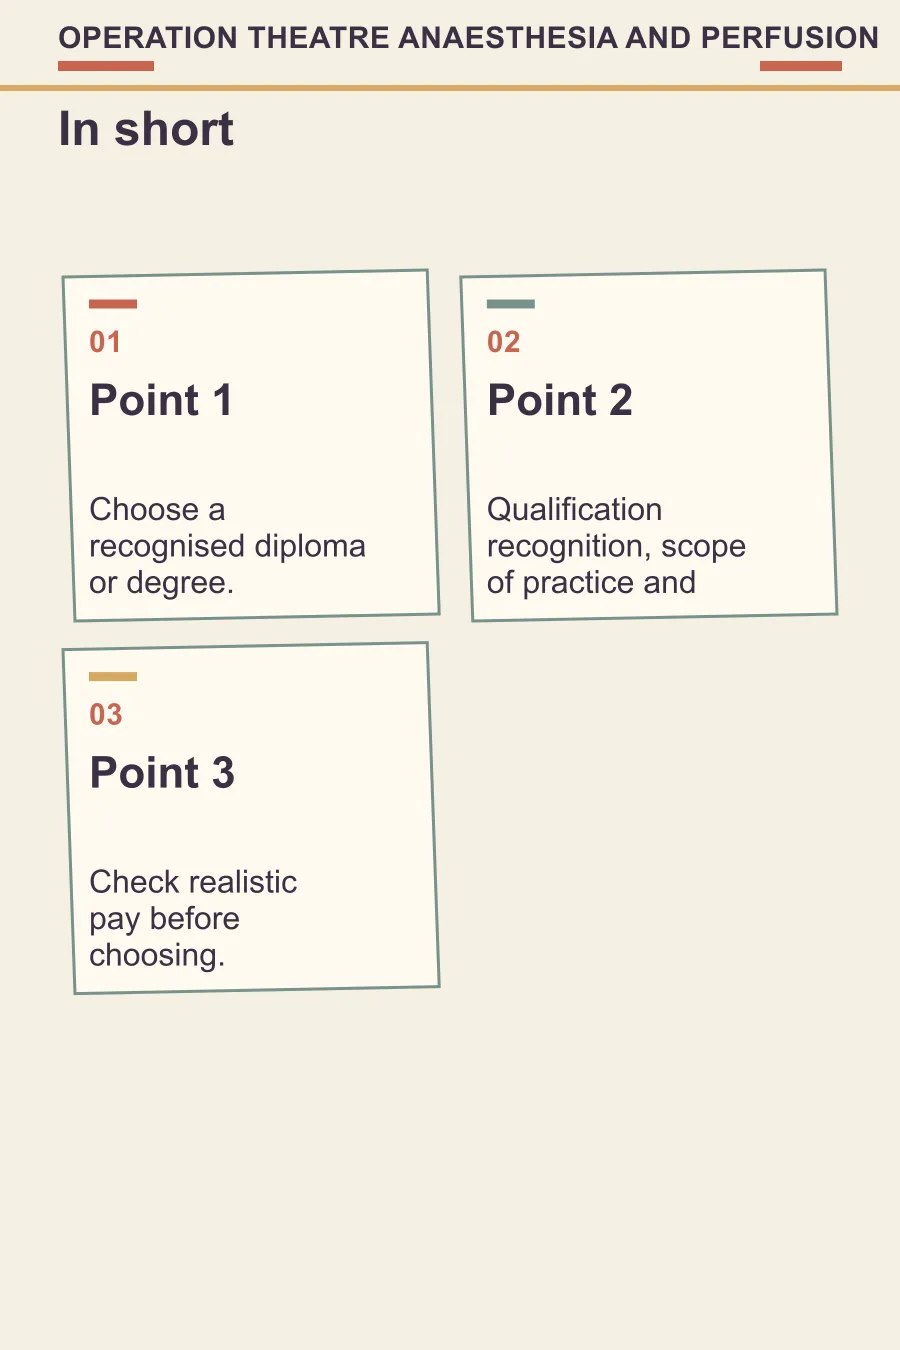 OPERATION THEATRE ANAESTHESIA AND PERFUSION
In short
01
Point 1
Choose a
recognised diploma
or degree.
02
Point 2
Qualification
recognition, scope
of practice and
03
Point 3
Check realistic
pay before
choosing.